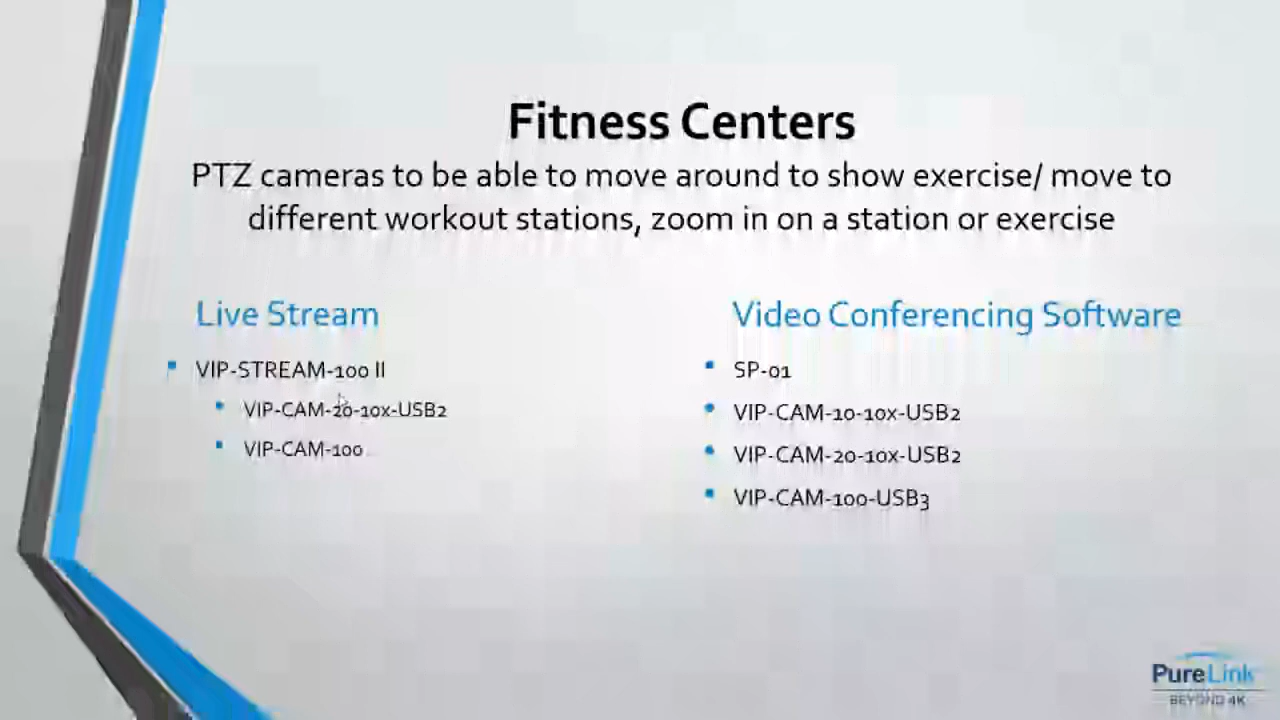 Fitness Centers
PTZ cameras to be able to move around to show exercise/ move to
different workout stations, zoom in on a station or exercise
Live Stream
VIP-STREAM-100 II
VIP-CAM-20-10x-USB2
VIP-CAM-100
Video Conferencing Software
SP-01
VIP-CAM-10-10x-USB2
VIP-CAM-20-10x-USB2
VIP-CAM-100-USB3
PureLink
BEYOND 4K